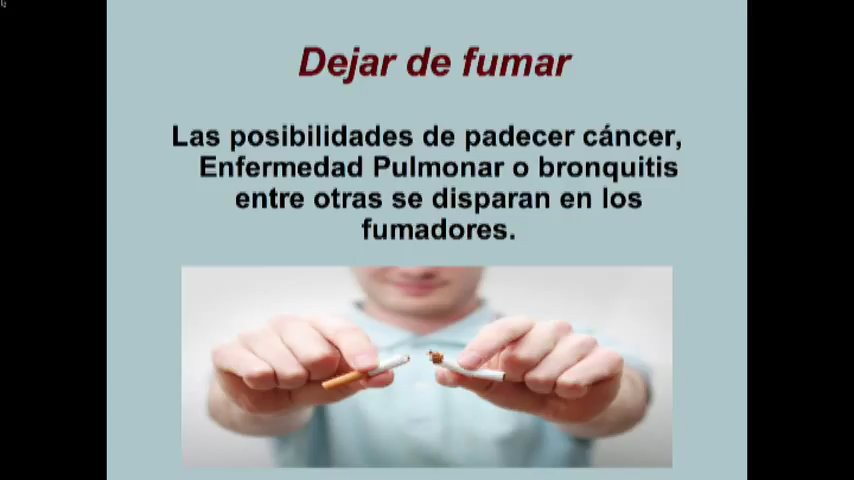 Dejar de fumar
Las posibilidades de padecer cáncer,
Enfermedad Pulmonar o bronquitis
entre otras se disparan en los
fumadores.